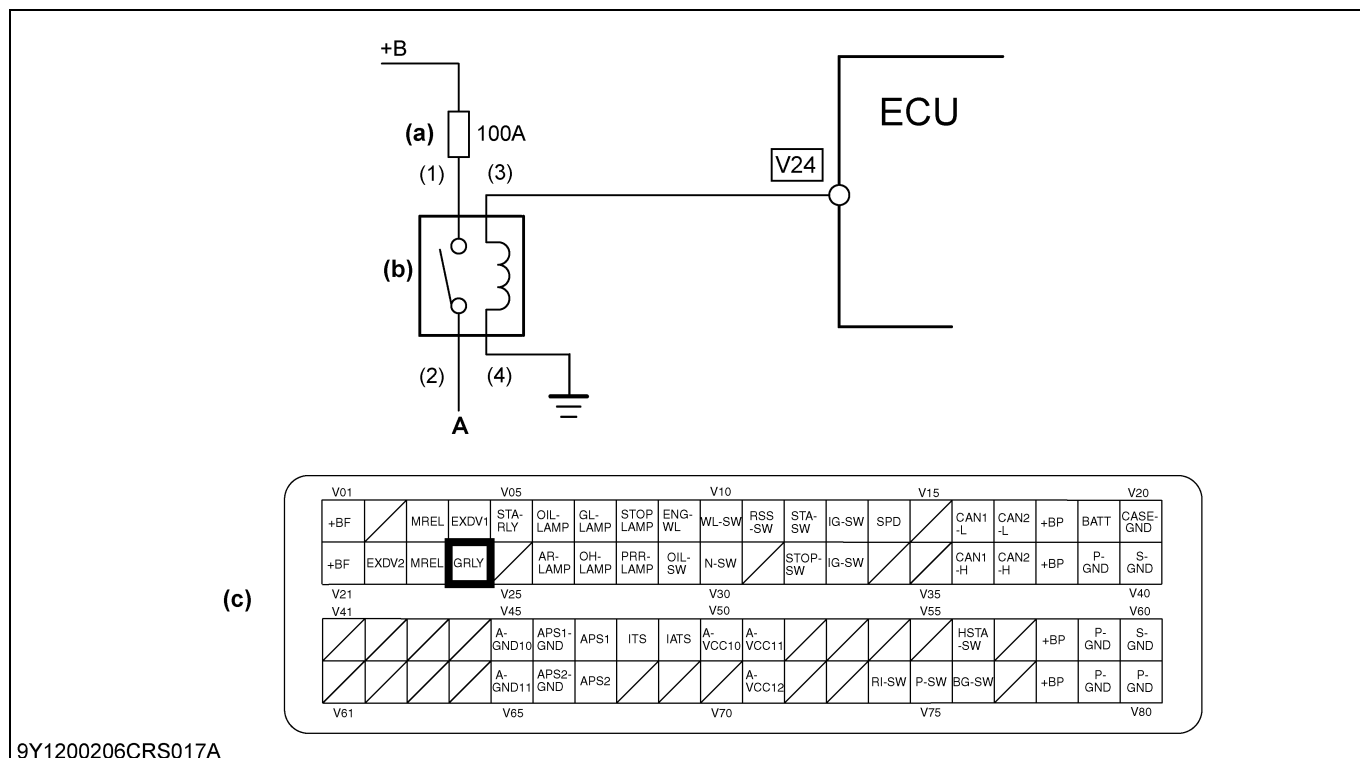 +B
ECU
(a) 100A
V24
(1) (3)
(b)
(2) (4)
A
V01 V05 V10 V15 V20
+BF MREL EXDV1 STA-RLY OIL-LAMP GL-LAMP STOP LAMP ENG-WL WL-SW RSS-SW STA-SW IG-SW SPD CAN1-L CAN2-L +BP BATT CASE-GND
+BF EXDV2 MREL GRLY AR-LAMP OH-LAMP PRR-LAMP OIL-SW N-SW STOP-SW IG-SW CAN1-H CAN2-H +BP P-GND S-GND
V21 V25 V30 V35 V40
(c)
V41 V45 V50 V55 V60
A-GND10 APS1-GND APS1 ITS IATS A-VCC10 A-VCC11 HSTA-SW +BP P-GND S-GND
A-GND11 APS2-GND APS2 A-VCC12 RI-SW P-SW BG-SW +BP P-GND P-GND
V61 V65 V70 V75 V80
9Y1200206CRS017A